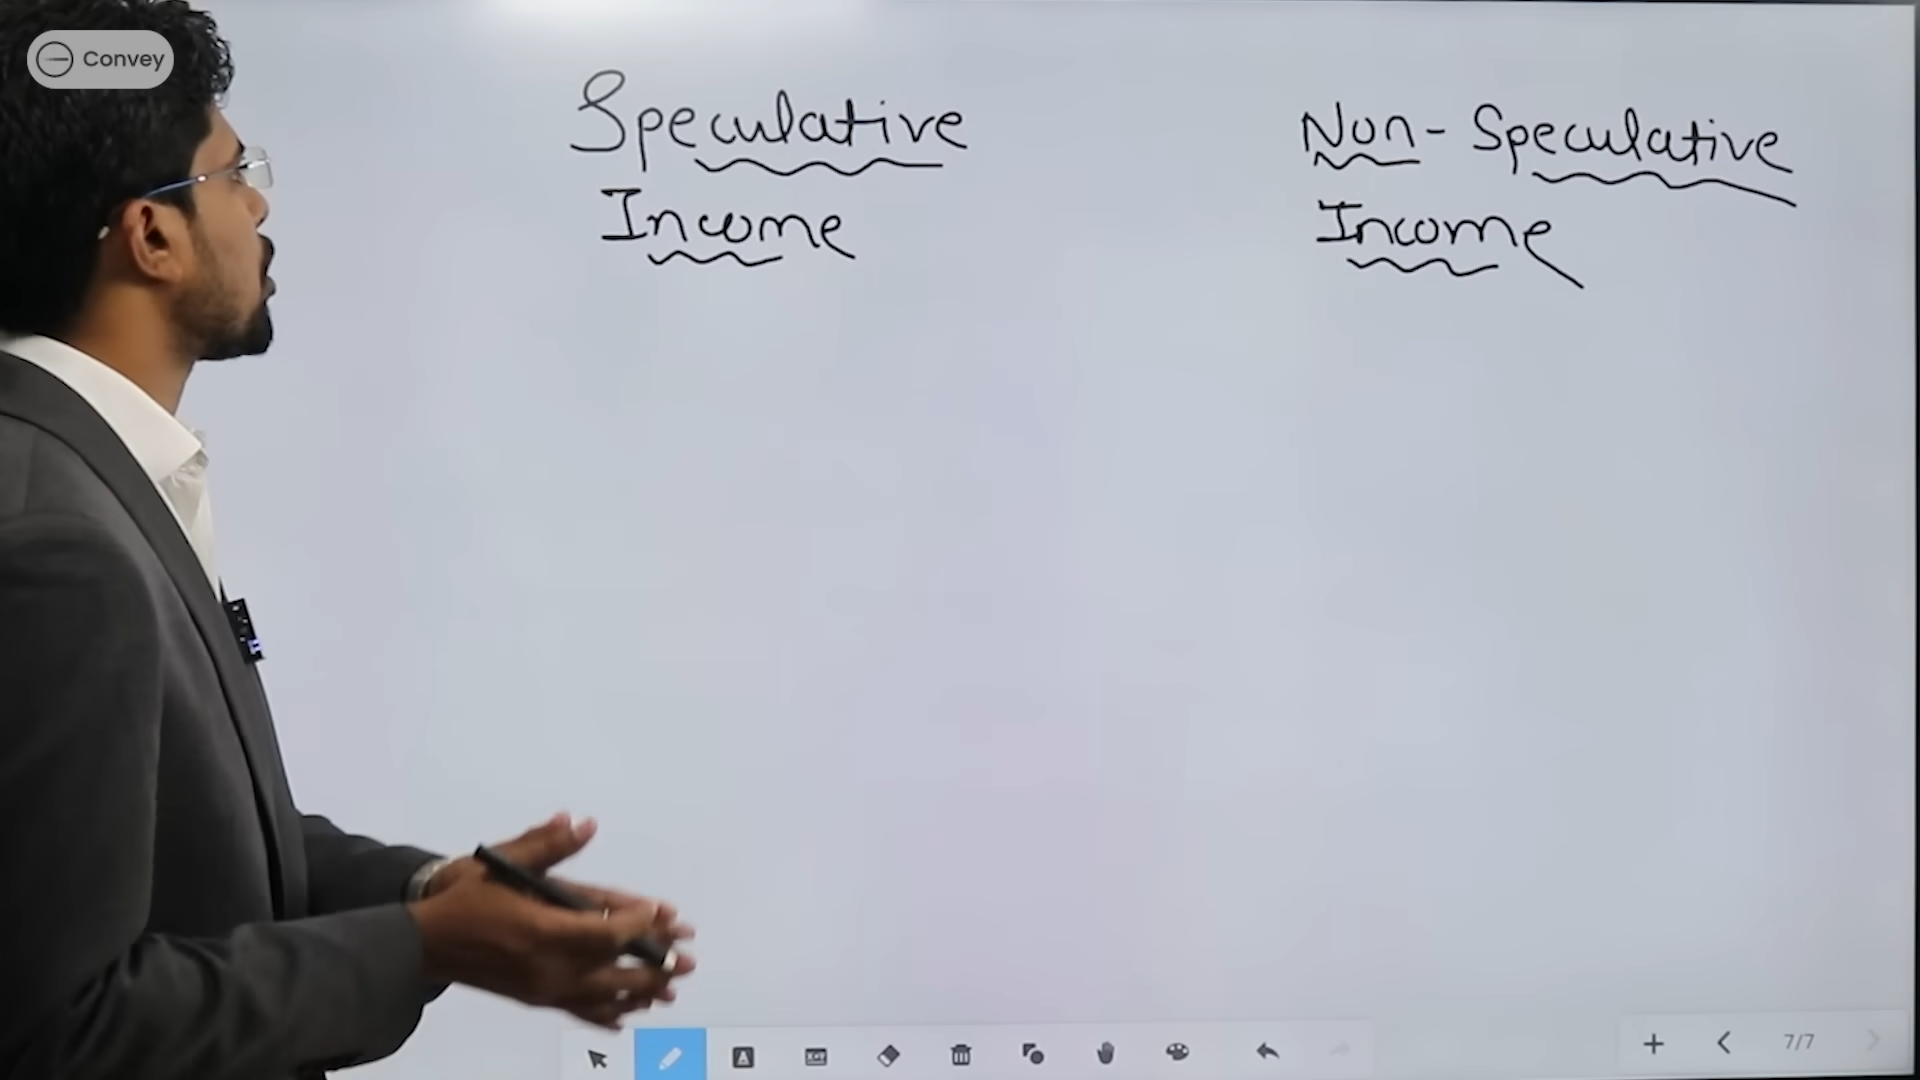 Convey
Speculative
Income
Non- Speculative
Income
7/7